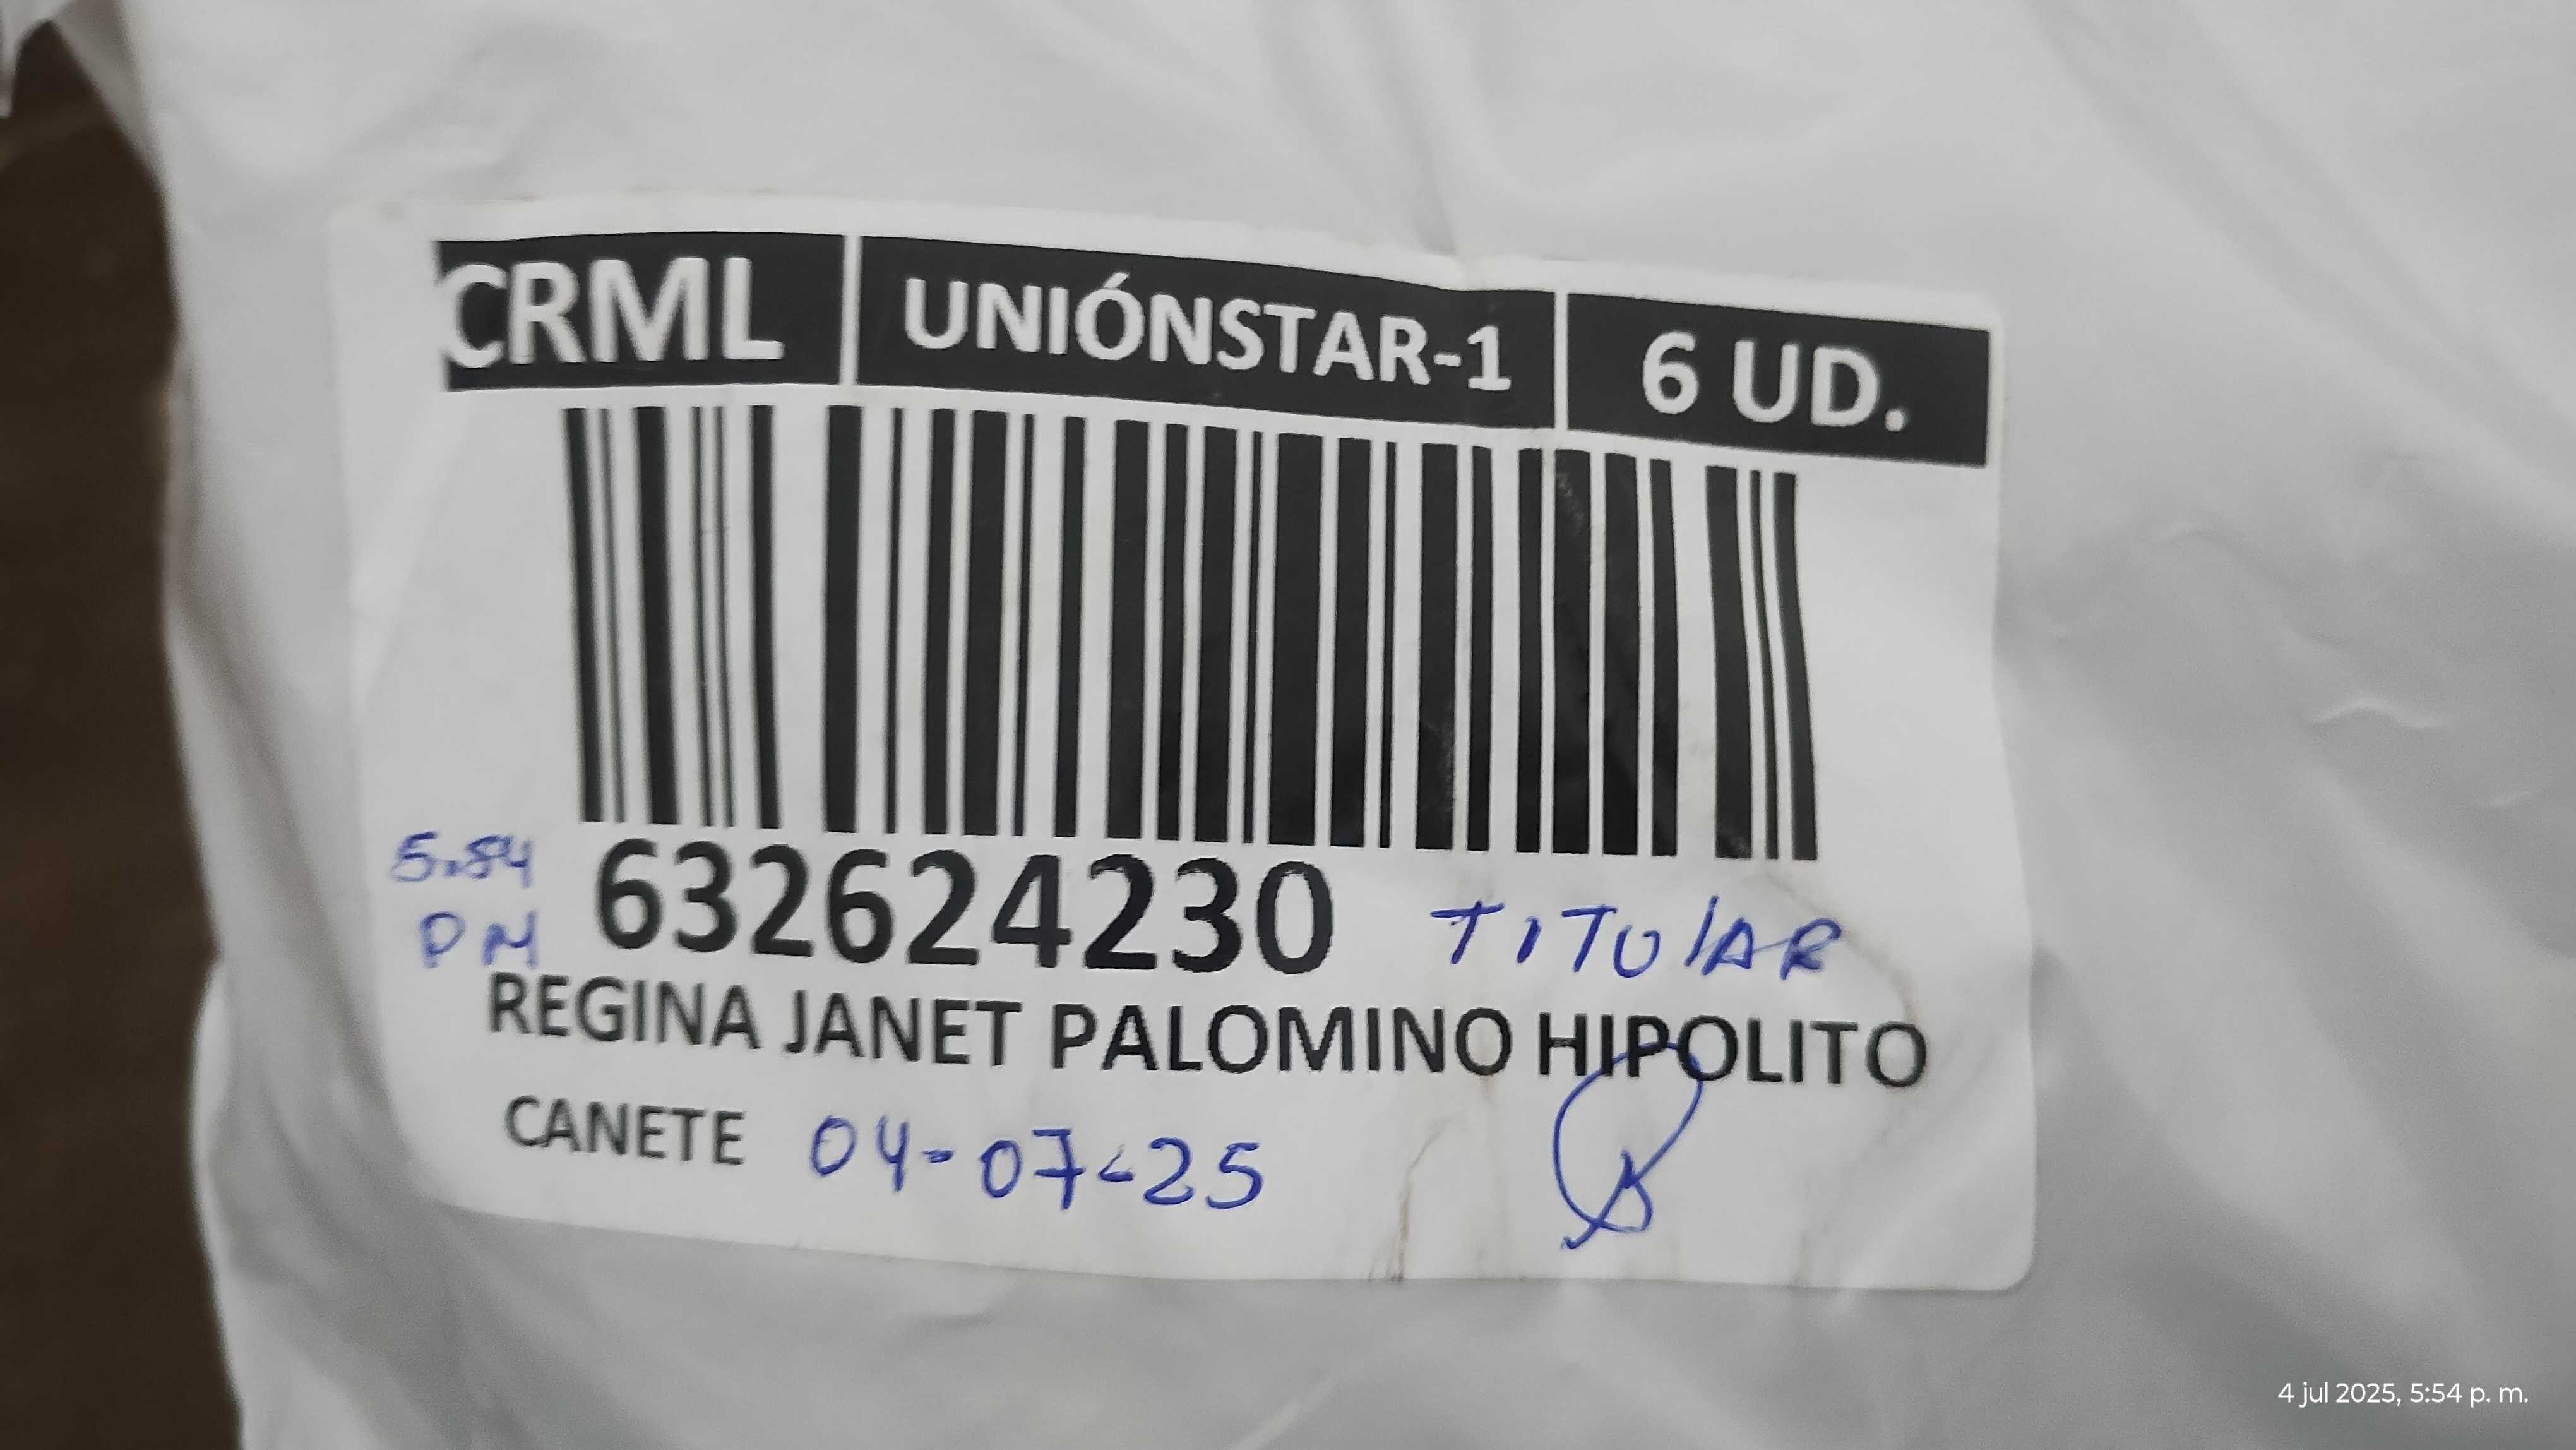 CRML UNIÓNSTAR-1 6 UD.
5:54 632624230 TITULAR
PM
REGINA JANET PALOMINO HIPOLITO
CANETE 04-07-25
4 jul 2025, 5:54 p. m.